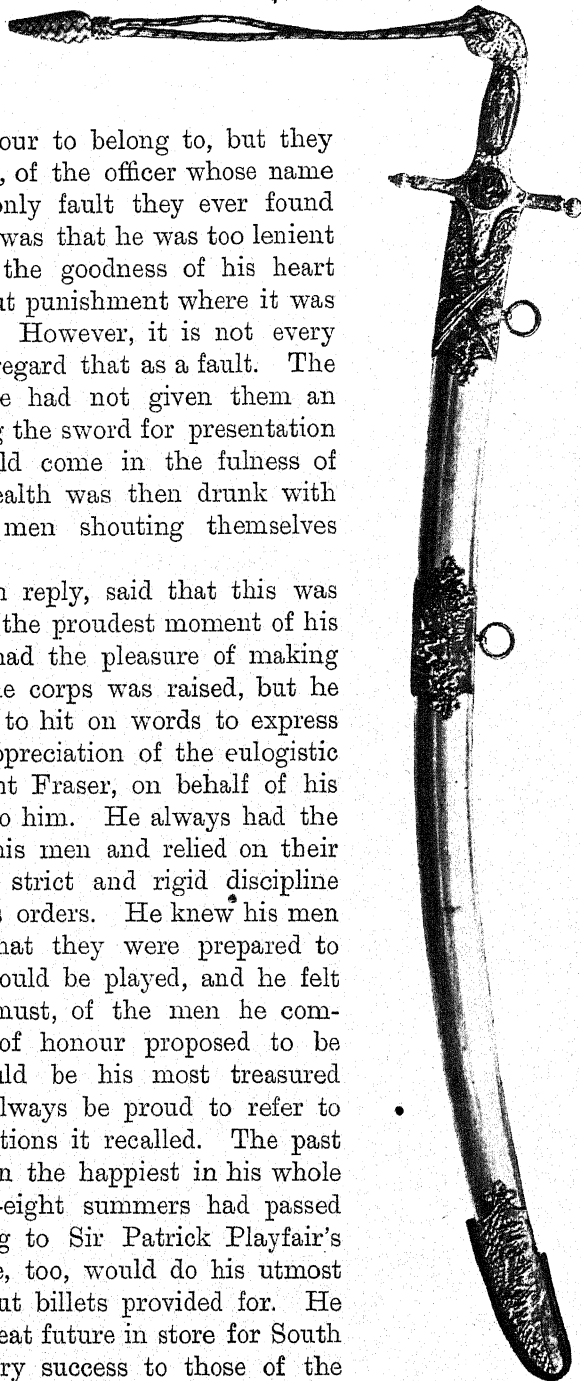 our to belong to, but they
, of the officer whose name
only fault they ever found
was that he was too lenient
the goodness of his heart
ut punishment where it was
However, it is not every
regard that as a fault. The
e had not given them an
g the sword for presentation
ld come in the fulness of
ealth was then drunk with
men shouting themselves
n reply, said that this was
the proudest moment of his
had the pleasure of making
e corps was raised, but he
to hit on words to express
ppreciation of the eulogistic
nt Fraser, on behalf of his
o him. He always had the
his men and relied on their
strict and rigid discipline
s orders. He knew his men
hat they were prepared to
ould be played, and he felt
must, of the men he com-
of honour proposed to be
uld be his most treasured
lways be proud to refer to
tions it recalled. The past
n the happiest in his whole
-eight summers had passed
g to Sir Patrick Playfair's
e, too, would do his utmost
ut billets provided for. He
eat future in store for South
ry success to those of the